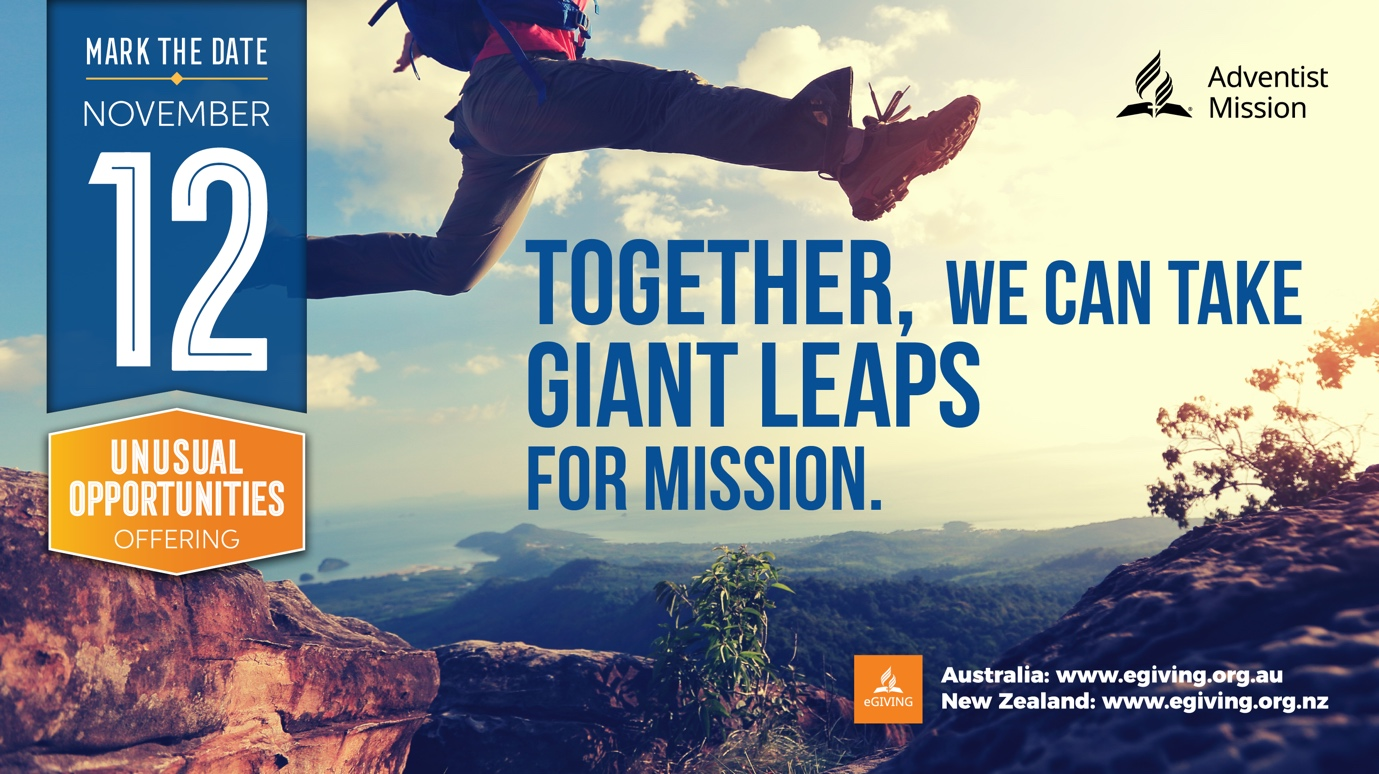 MARK THE DATE
NOVEMBER
12
UNUSUAL
OPPORTUNITIES
OFFERING
Adventist
Mission
TOGETHER, WE CAN TAKE
GIANT LEAPS
FOR MISSION.
eGIVING
Australia: www.egiving.org.au
New Zealand: www.egiving.org.nz